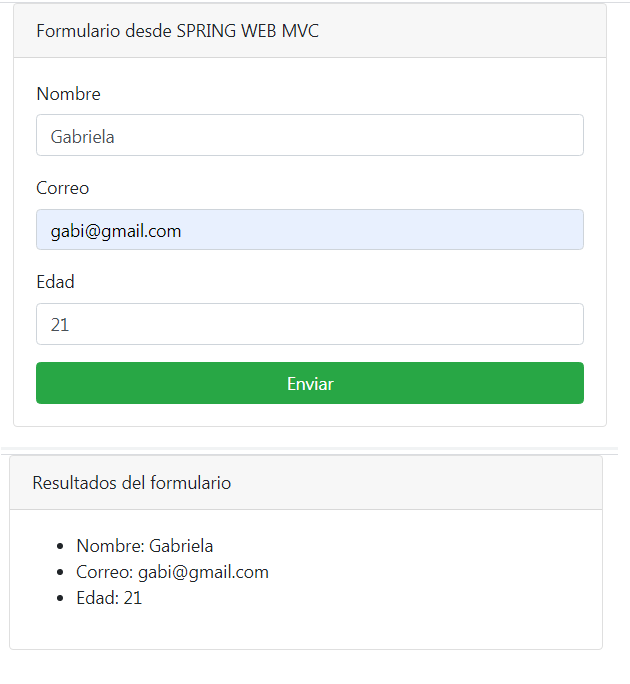 Formulario desde SPRING WEB MVC
Nombre
Gabriela
Correo
gabi@gmail.com
Edad
21
Enviar
Resultados del formulario
Nombre: Gabriela
Correo: gabi@gmail.com
Edad: 21